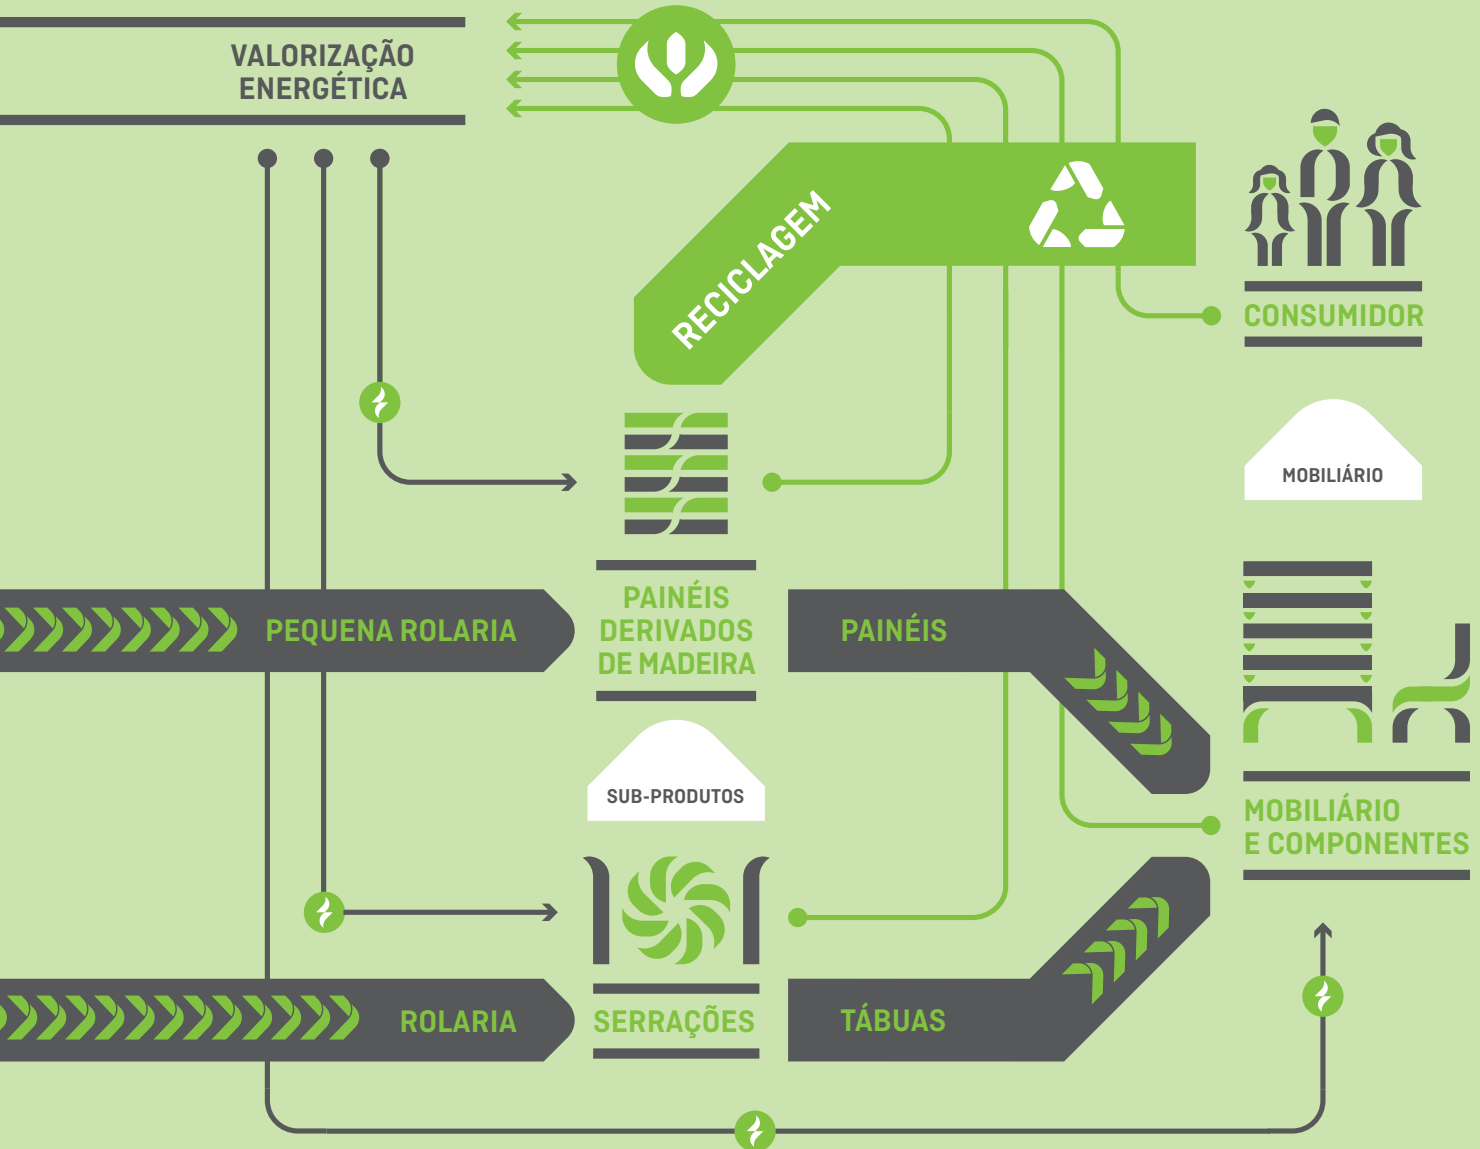 VALORIZAÇÃO
ENERGÉTICA
RECICLAGEM
CONSUMIDOR
MOBILIÁRIO
PEQUENA ROLARIA
PAINÉIS
DERIVADOS
DE MADEIRA
PAINÉIS
SUB-PRODUTOS
MOBILIÁRIO
E COMPONENTES
ROLARIA
SERRAÇÕES
TÁBUAS